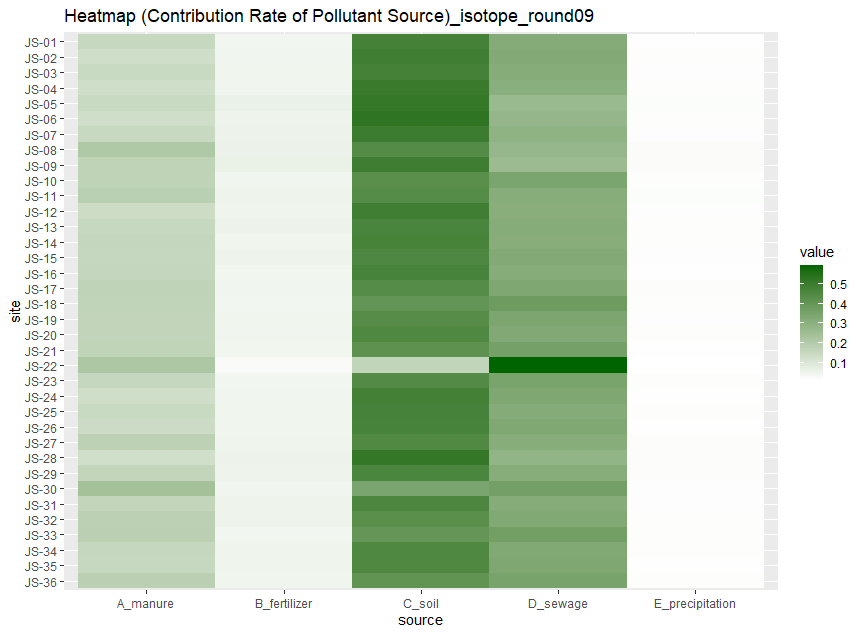 Heatmap (Contribution Rate of Pollutant Source)_isotope_round09
JS-01
JS-02
JS-03
JS-04
JS-05
JS-06
JS-07
JS-08
JS-09
JS-10
JS-11
JS-12
JS-13
JS-14
JS-15
JS-16
JS-17
JS-18
JS-19
JS-20
JS-21
JS-22
JS-23
JS-24
JS-25
JS-26
JS-27
JS-28
JS-29
JS-30
JS-31
JS-32
JS-33
JS-34
JS-35
JS-36
site
A_manure B_fertilizer C_soil D_sewage E_precipitation
source
value
0.5
0.4
0.3
0.2
0.1